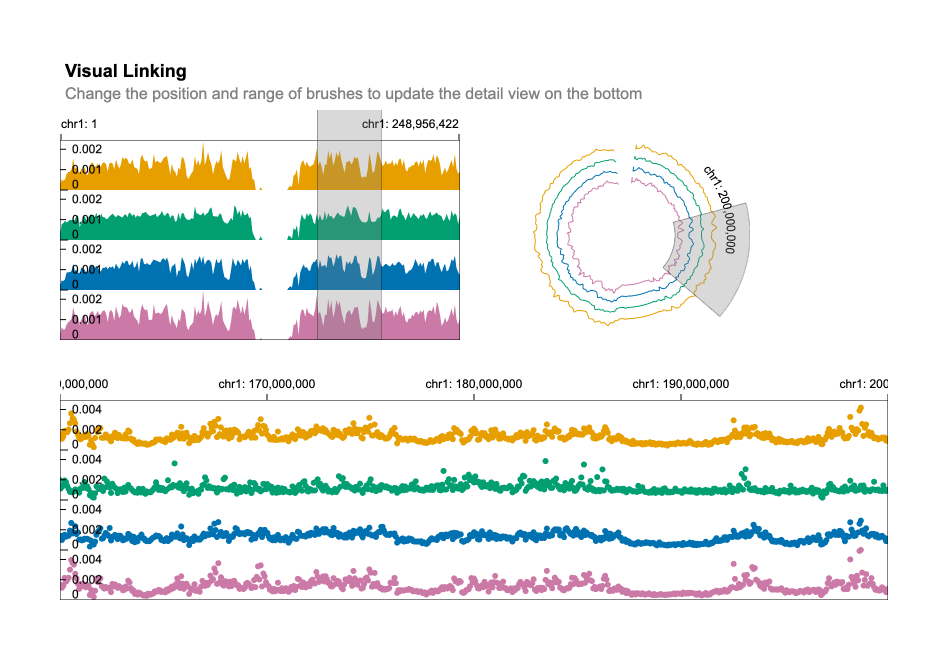 Visual Linking
Change the position and range of brushes to update the detail view on the bottom
chr1: 1
chr1: 248,956,422
0.002
0.001
0
0.002
0.001
0
0.002
0.001
0
0.002
0.001
0
chr1: 200,000,000
0,000,000
chr1: 170,000,000
chr1: 180,000,000
chr1: 190,000,000
chr1: 200
0.004
0.002
0
0.004
0.002
0
0.004
0.002
0
0.004
0.002
0